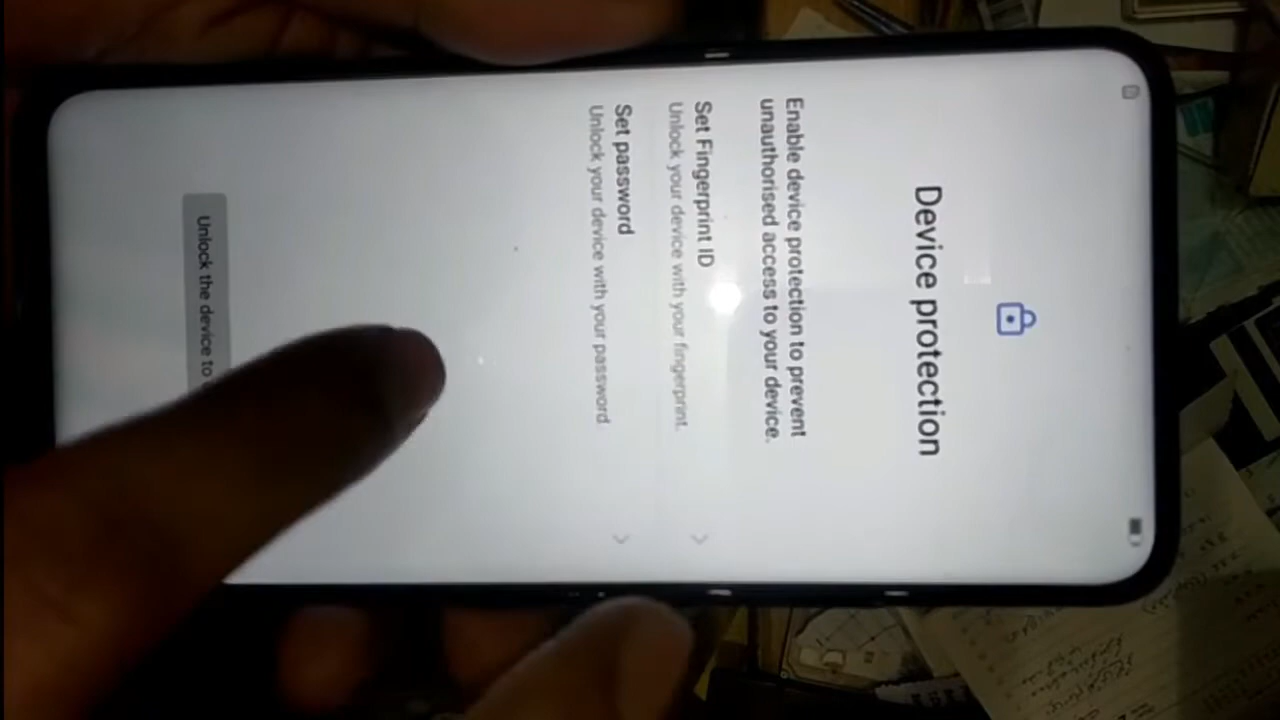 Device protection
Enable device protection to prevent
unauthorised access to your device.
Set Fingerprint ID
Unlock your device with your fingerprint.
Set password
Unlock your device with your password
Unlock the device to